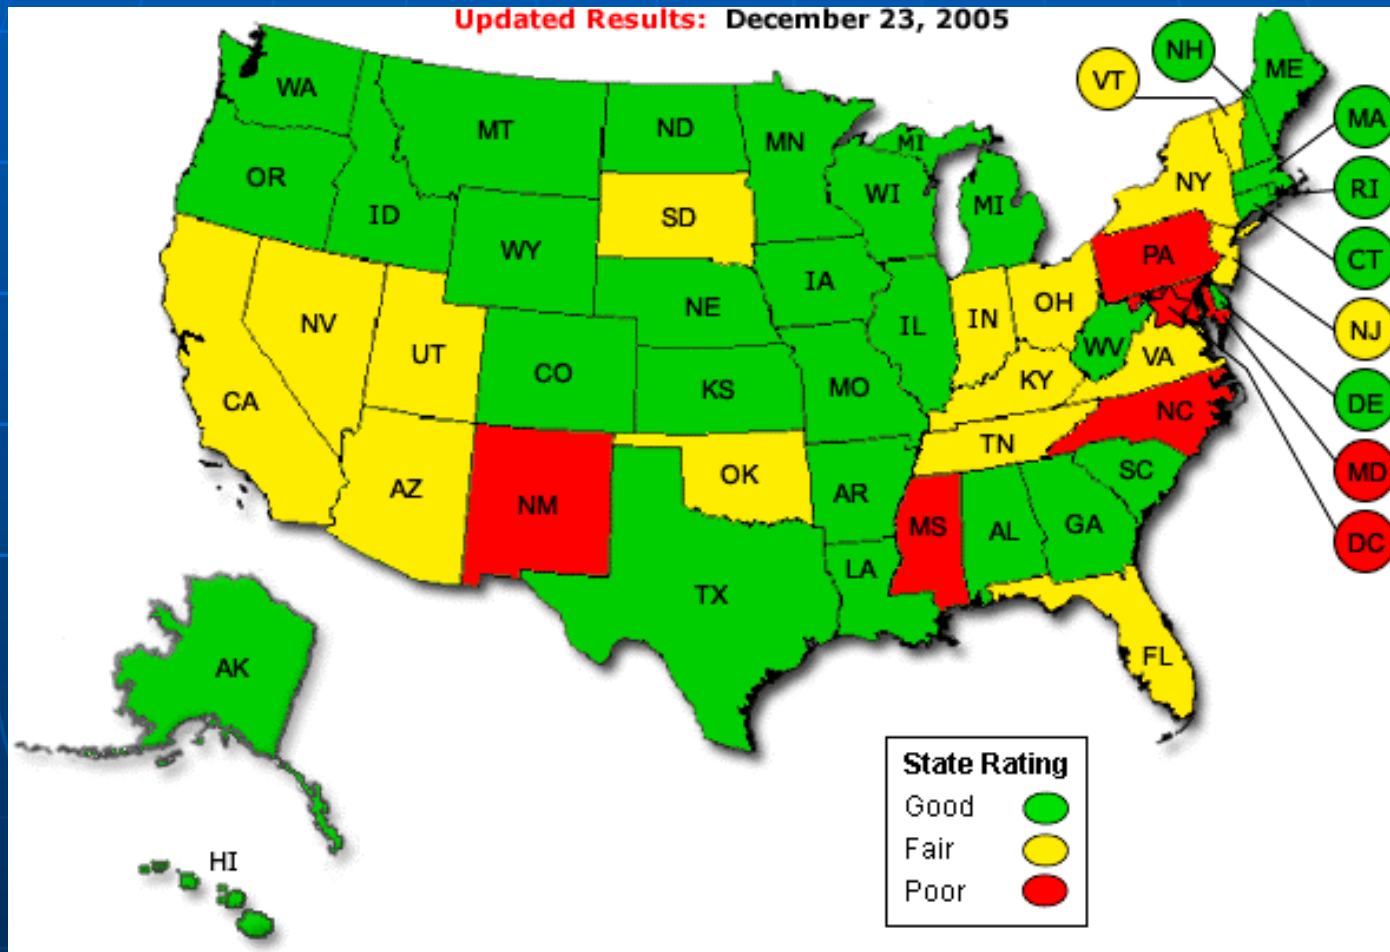 Updated Results: December 23, 2005
NH
VT
ME
WA
MT
ND
MN
MI
MA
OR
ID
SD
WI
MI
NY
RI
WY
PA
CT
IA
NE
IL
IN
OH
NV
UT
NJ
WV
VA
CO
KS
MO
KY
CA
DE
NC
TN
AZ
NM
OK
AR
SC
MD
MS
AL
GA
DC
LA
TX
FL
AK
State Rating
Good
Fair
Poor
HI